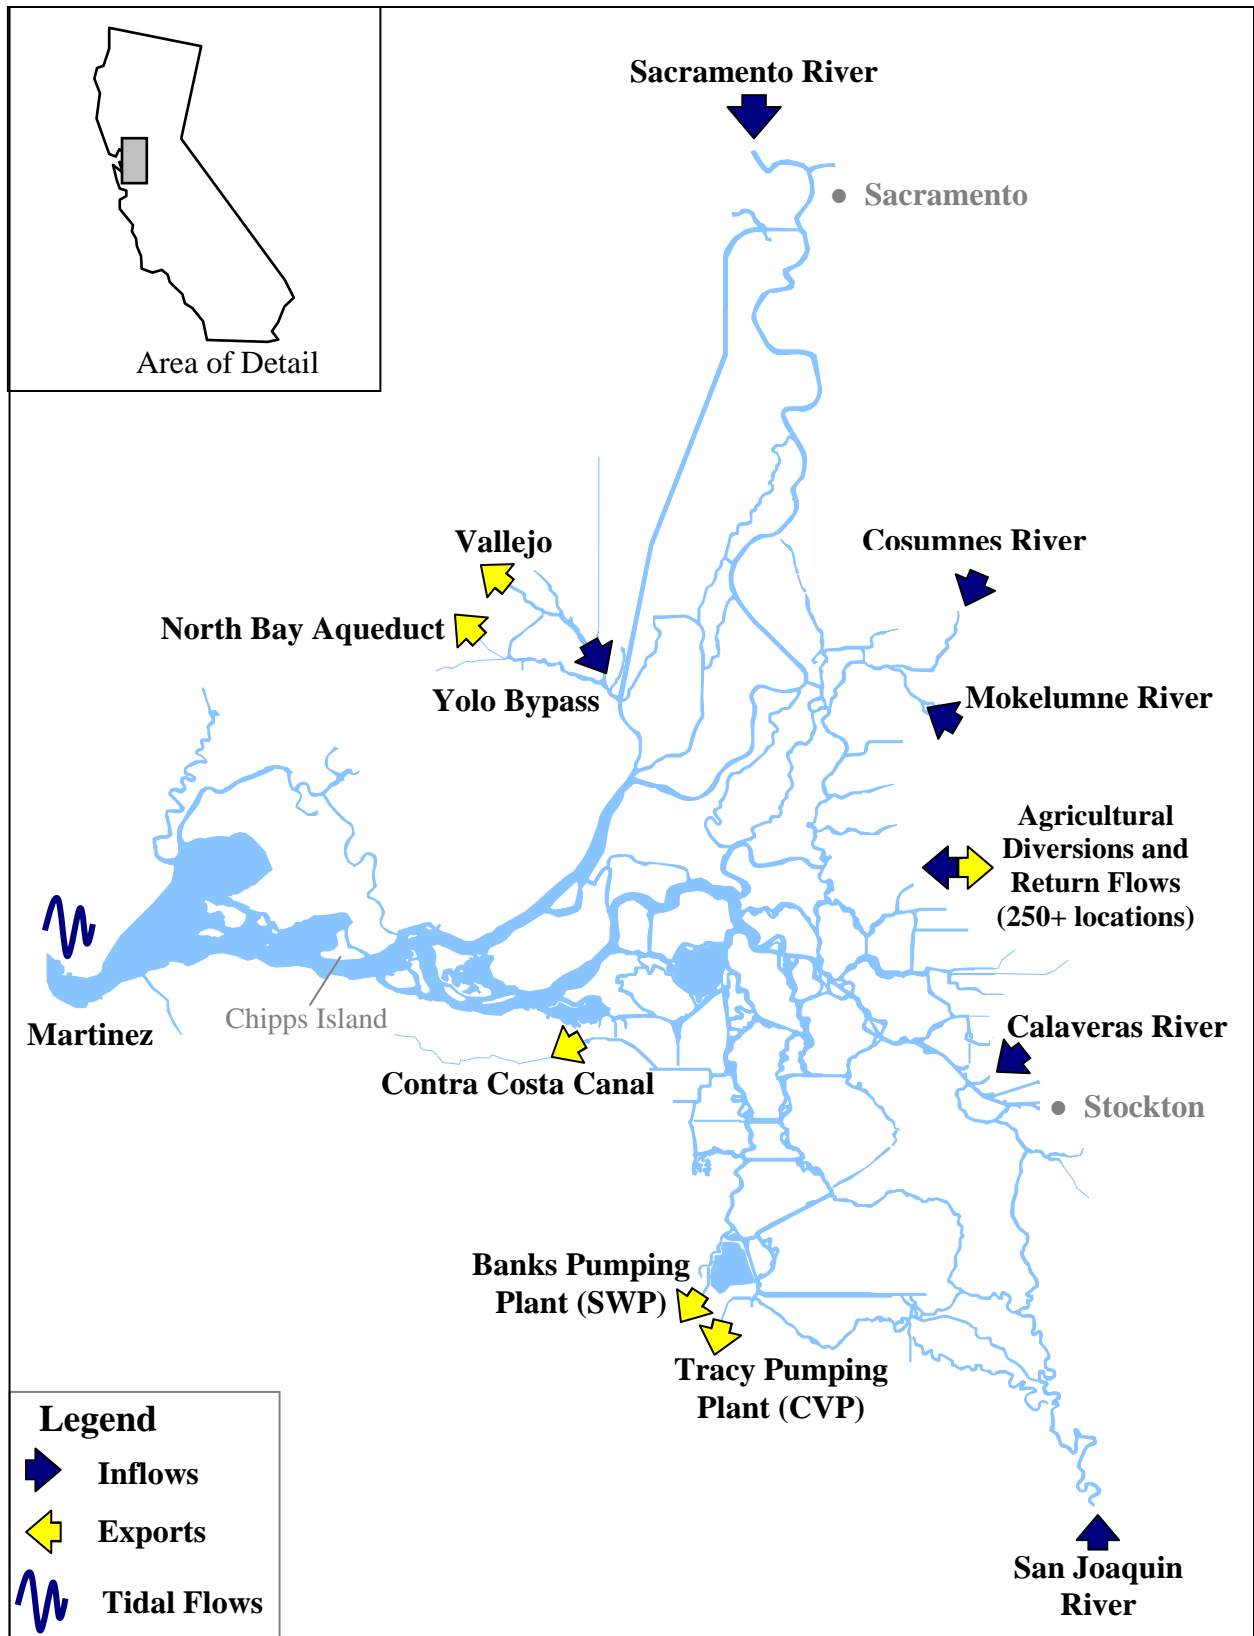 Sacramento River
Sacramento
Area of Detail
Vallejo
Cosumnes River
North Bay Aqueduct
Yolo Bypass
Mokelumne River
Agricultural
Diversions and
Return Flows
(250+ locations)
Chipps Island
Martinez
Calaveras River
Contra Costa Canal
Stockton
Banks Pumping
Plant (SWP)
Tracy Pumping
Plant (CVP)
Legend
Inflows
Exports
Tidal Flows
San Joaquin
River